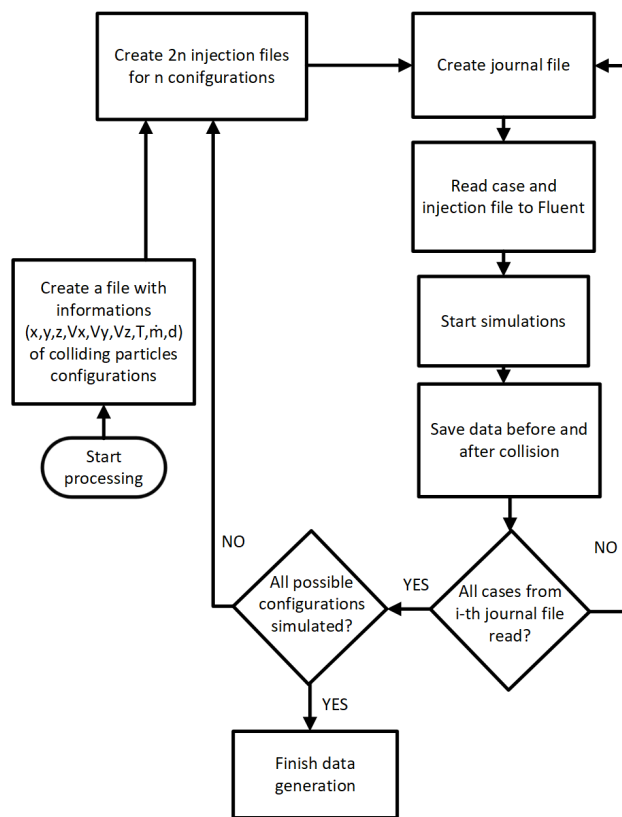 Create 2n injection files
for n conifgurations
Create journal file
Read case and
injection file to Fluent
Create a file with
informations
(x,y,z,Vx,Vy,Vz,T,ṁ,d)
of colliding particles
configurations
Start simulations
Start
processing
Save data before and
after collision
NO
All possible
configurations
simulated?
YES
All cases from
i-th journal file
read?
NO
YES
Finish data
generation